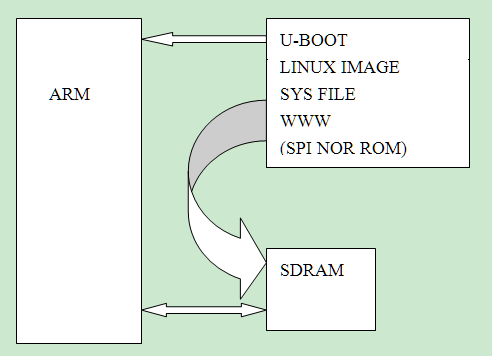 ARM
U-BOOT
LINUX IMAGE
SYS FILE
WWW
(SPI NOR ROM)
SDRAM